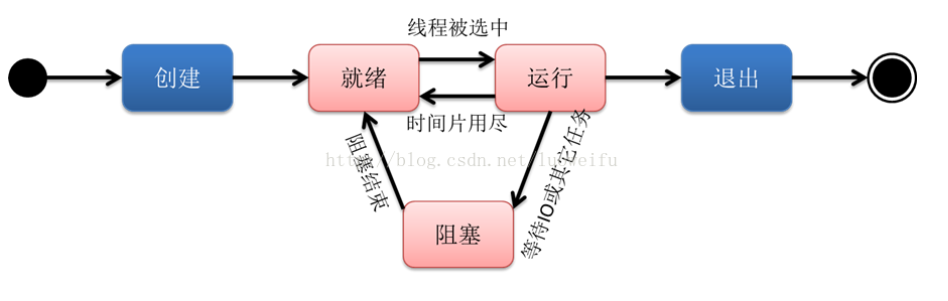 线程被选中
创建
就绪
运行
退出
时间片用尽
阻塞结束
http://blog.csdn.net/luoweifu
等待IO或其它任务
阻塞